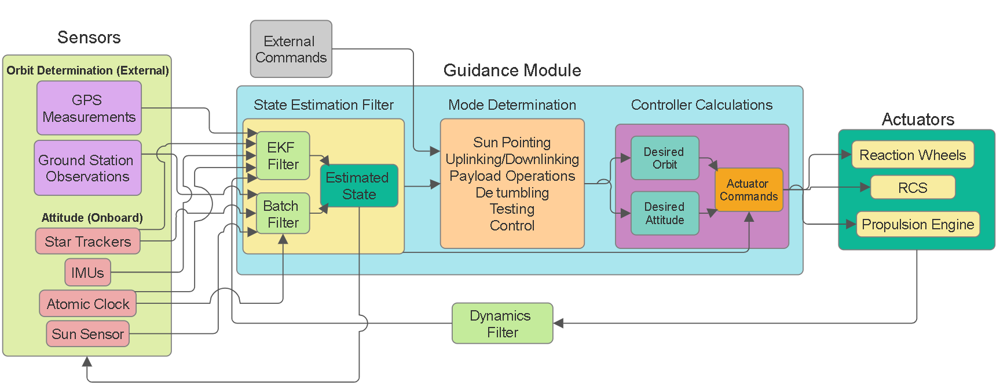 Sensors
Orbit Determination (External)
GPS
Measurements
Ground Station
Observations
Attitude (Onboard)
Star Trackers
IMUs
Atomic Clock
Sun Sensor
External
Commands
Guidance Module
State Estimation Filter
EKF
Filter
Batch
Filter
Estimated
State
Mode Determination
Sun Pointing
Uplinking/Downlinking
Payload Operations
De tumbling
Testing
Control
Controller Calculations
Desired
Orbit
Desired
Attitude
Actuator
Commands
Actuators
Reaction Wheels
RCS
Propulsion Engine
Dynamics
Filter